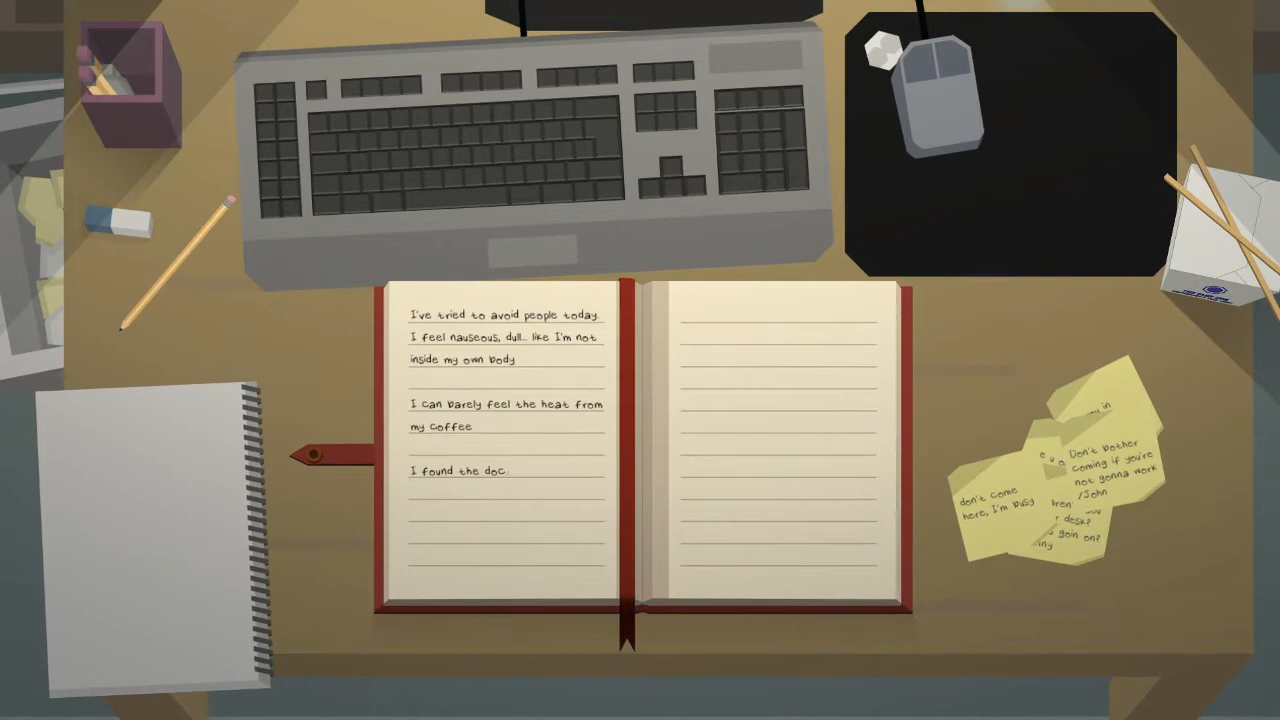 I've tried to avoid people today.
I feel nauseous, dull... like I'm not
inside my own body
I can barely feel the heat from
my coffee
I found the doc.
in
Don't bother
coming if you're
not gonna work
/John
don't come
here, I'm busy
desk?
goin on?